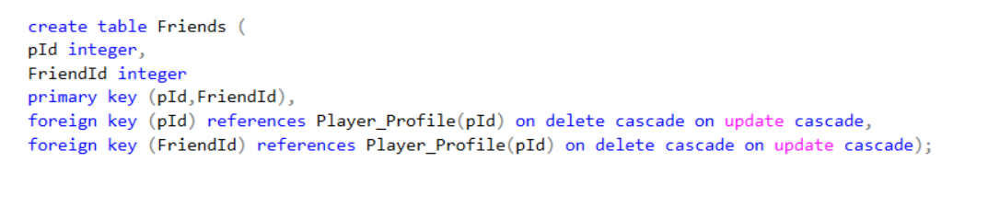 create table Friends (
pId integer,
FriendId integer
primary key (pId,FriendId),
foreign key (pId) references Player_Profile(pId) on delete cascade on update cascade,
foreign key (FriendId) references Player_Profile(pId) on delete cascade on update cascade);